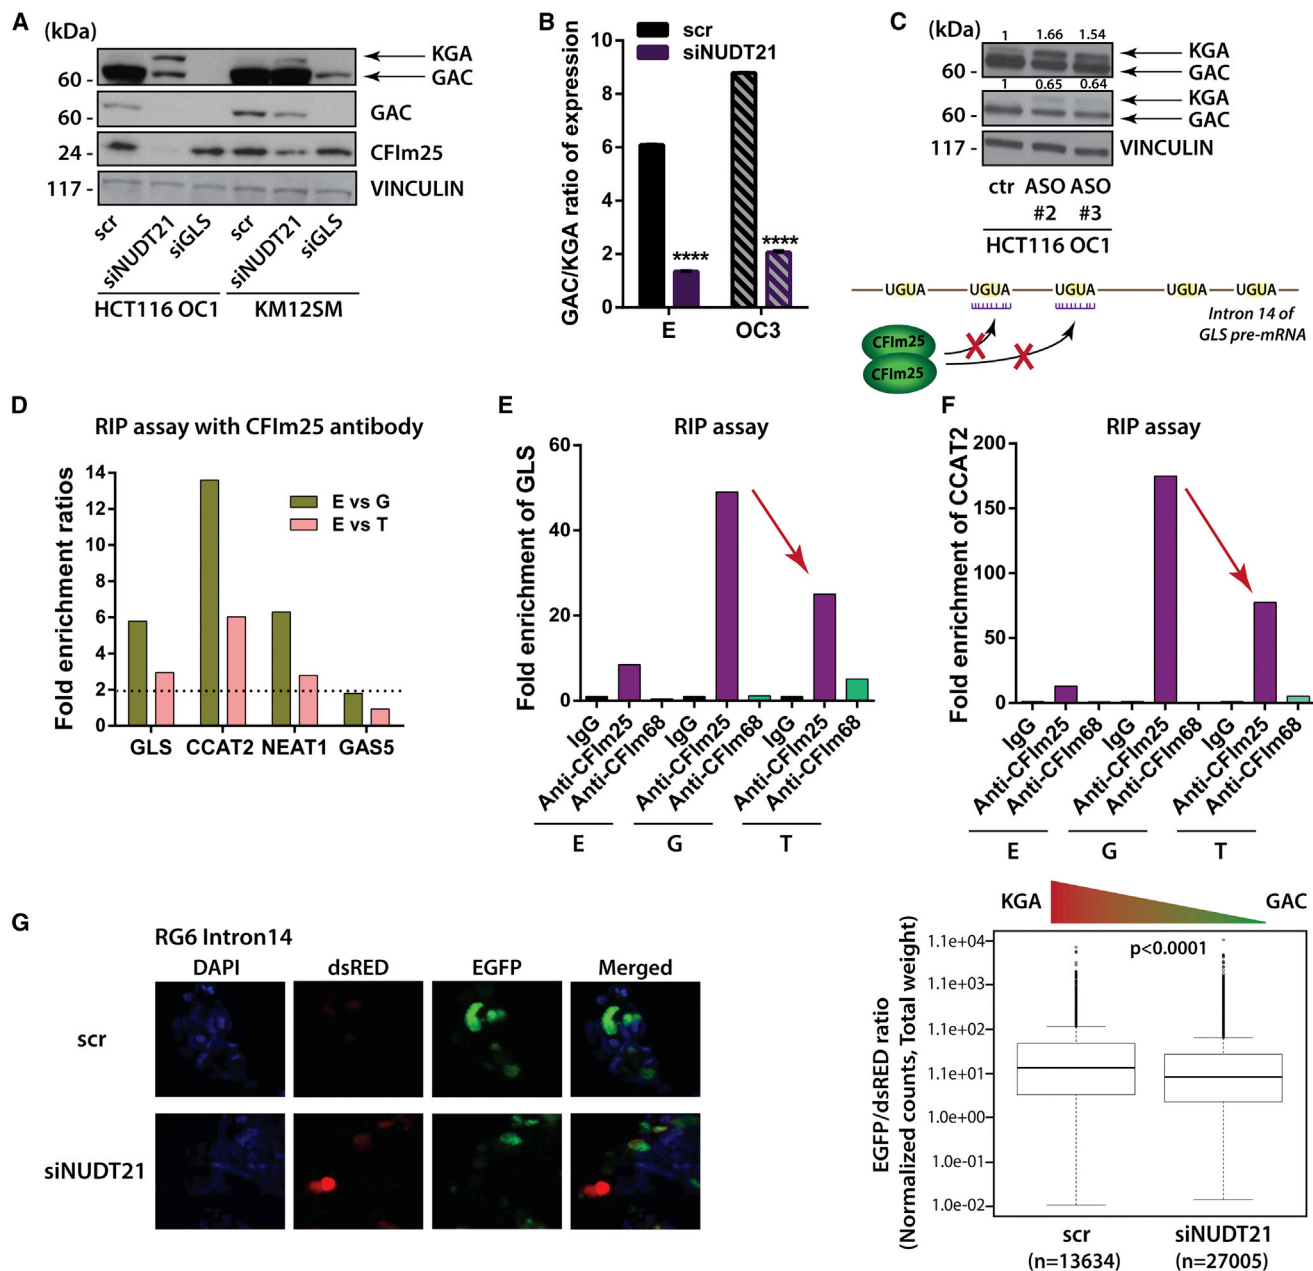 A
(kDa)
KGA
60 -
GAC
60 -
GAC
24 -
CFIm25
117 -
VINCULIN
scr
siNUDT21
siGLS
scr
siNUDT21
siGLS
HCT116 OC1
KM12SM
B
scr
siNUDT21
GAC/KGA ratio of expression
10
8
6
4
2
0
****
****
E
OC3
C
(kDa)
1 1.66 1.54
KGA
60 -
GAC
1 0.65 0.64
KGA
60 -
GAC
117 -
VINCULIN
ctr ASO ASO
#2 #3
HCT116 OC1
UGUA UGUA UGUA UGUA UGUA
Intron 14 of
GLS pre-mRNA
CFIm25
CFIm25
D
RIP assay with CFIm25 antibody
Fold enrichment ratios
14
12
10
8
6
4
2
0
E vs G
E vs T
GLS CCAT2 NEAT1 GAS5
E
RIP assay
Fold enrichment of GLS
60
40
20
0
IgG
Anti-CFIm25
Anti-CFIm68
IgG
Anti-CFIm25
Anti-CFIm68
IgG
Anti-CFIm25
Anti-CFIm68
E
G
T
F
RIP assay
Fold enrichment of CCAT2
200
150
100
50
0
IgG
Anti-CFIm25
Anti-CFIm68
IgG
Anti-CFIm25
Anti-CFIm68
IgG
Anti-CFIm25
Anti-CFIm68
E
G
T
G
RG6 Intron14
DAPI dsRED EGFP Merged
scr
siNUDT21
KGA
GAC
EGFP/dsRED ratio
(Normalized counts, Total weight)
1.1e+04
1.1e+03
1.1e+02
1.1e+01
1.0e+00
1.0e-01
1.0e-02
p<0.0001
scr
(n=13634)
siNUDT21
(n=27005)